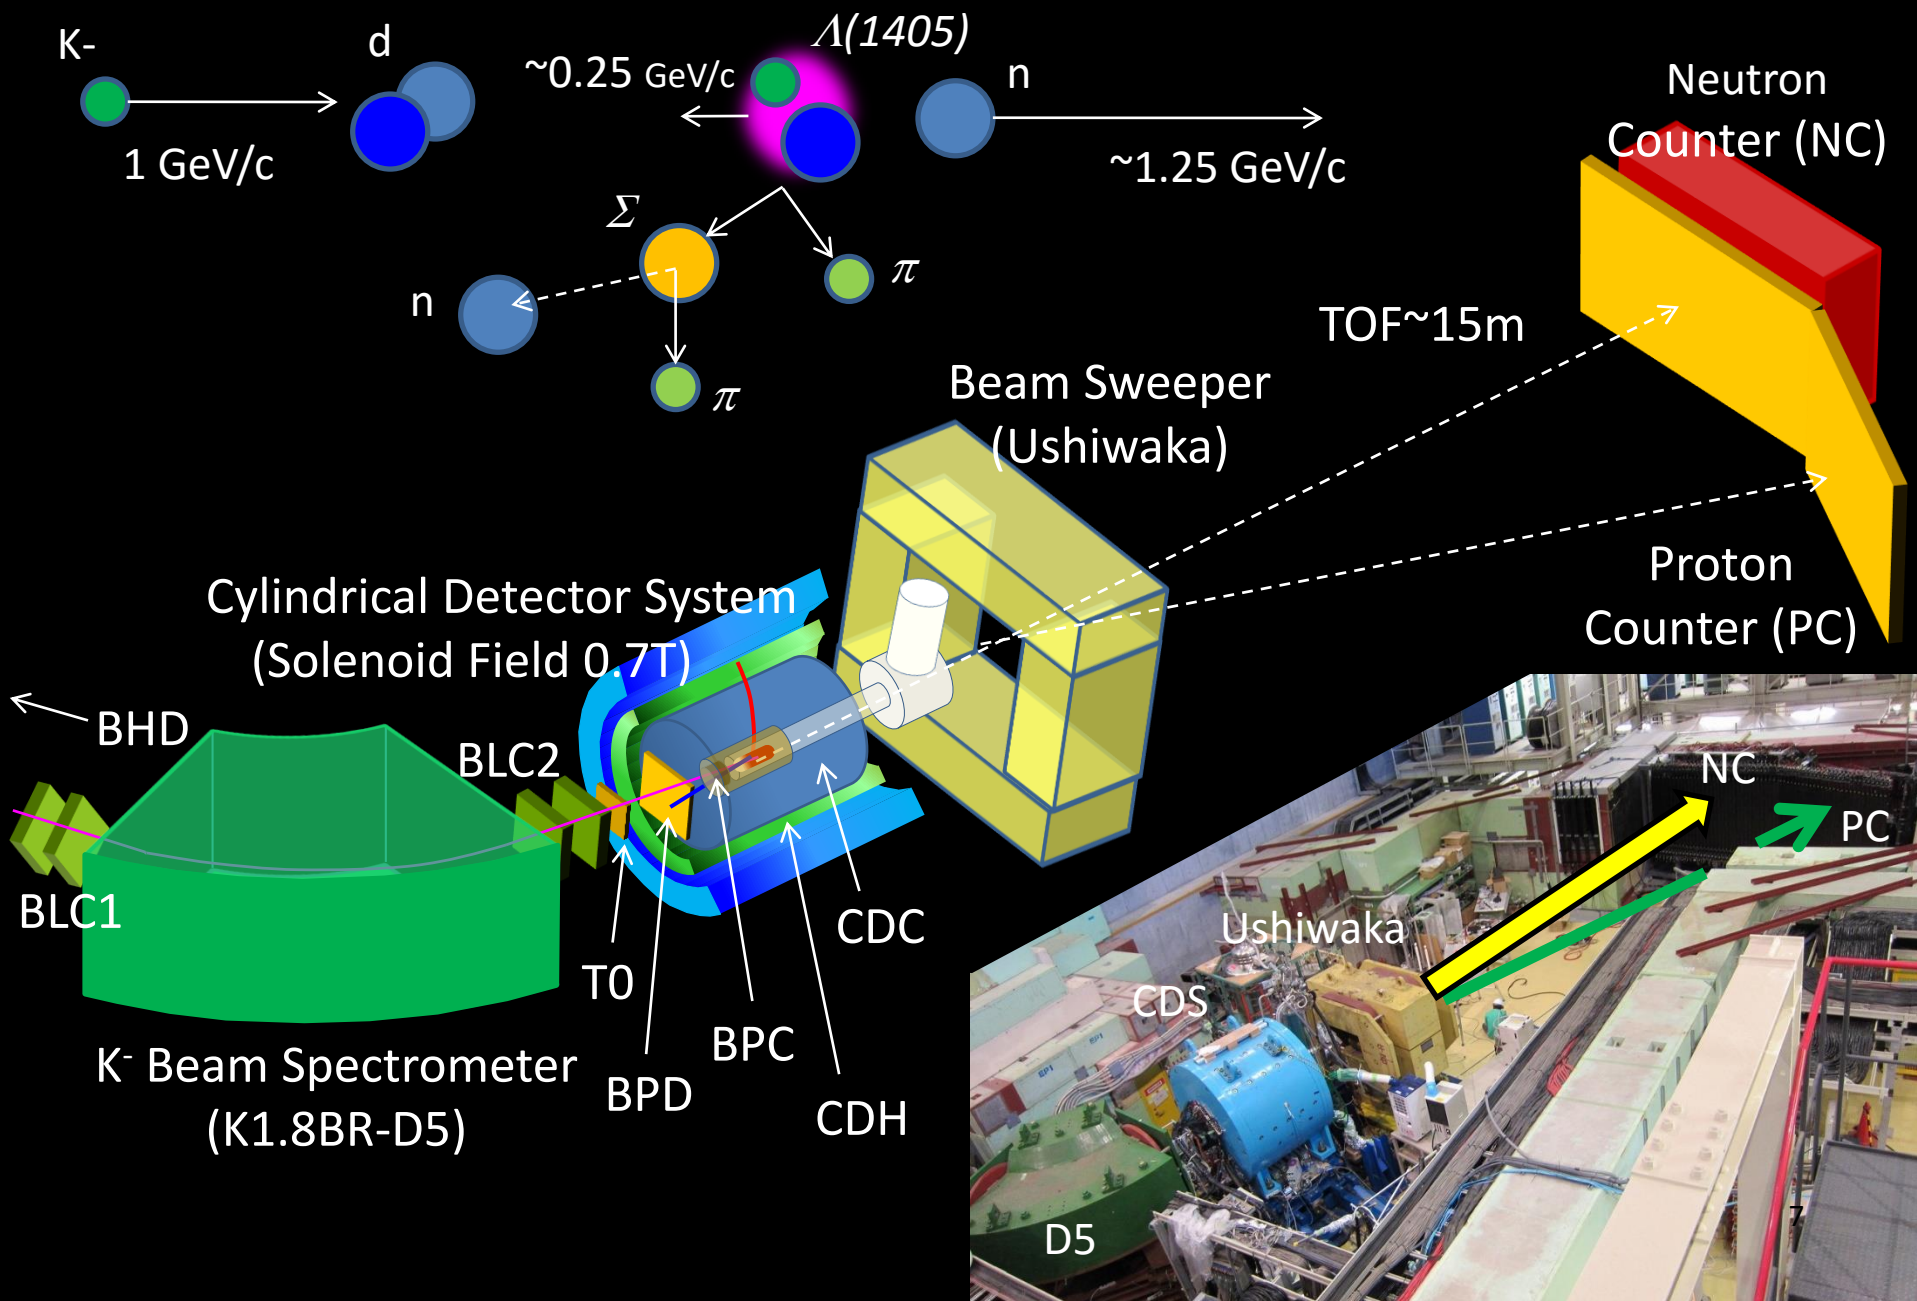 K-
d
Λ(1405)
~0.25 GeV/c
n
1 GeV/c
~1.25 GeV/c
Neutron
Counter (NC)
Σ
π
n
π
TOF~15m
Beam Sweeper
(Ushiwaka)
Proton
Counter (PC)
Cylindrical Detector System
(Solenoid Field 0.7T)
BHD
BLC2
BLC1
CDC
T0
BPC
BPD
CDH
K- Beam Spectrometer
(K1.8BR-D5)
NC
PC
Ushiwaka
CDS
D5
7